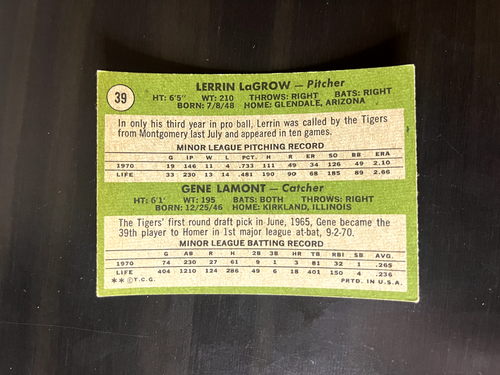 39
LERRIN LaGROW — Pitcher
HT: 6'5" WT: 210 THROWS: RIGHT BATS: RIGHT
BORN: 7/8/48 HOME: GLENDALE, ARIZONA
In only his third year in pro ball, Lerrin was called by the Tigers
from Montgomery last July and appeared in ten games.
MINOR LEAGUE PITCHING RECORD
G IP W L PCT. H R ER SO BB ERA
1970 19 146 11 4 .733 111 49 34 126 49 2.10
LIFE 33 230 13 14 .481 190 90 68 185 89 2.66
GENE LAMONT — Catcher
HT: 6'1' WT: 195 BATS: BOTH THROWS: RIGHT
BORN: 12/25/46 HOME: KIRKLAND, ILLINOIS
The Tigers' first round draft pick in June, 1965, Gene became the
39th player to Homer in 1st major league at-bat, 9-2-70.
MINOR LEAGUE BATTING RECORD
G AB R H 2B 3B HR TB RBI SB AVG.
1970 74 230 27 61 9 1 3 81 32 1 .265
LIFE 404 1210 124 286 49 6 18 401 150 4 .236
** ©T.C.G. PRTD. IN U.S.A.